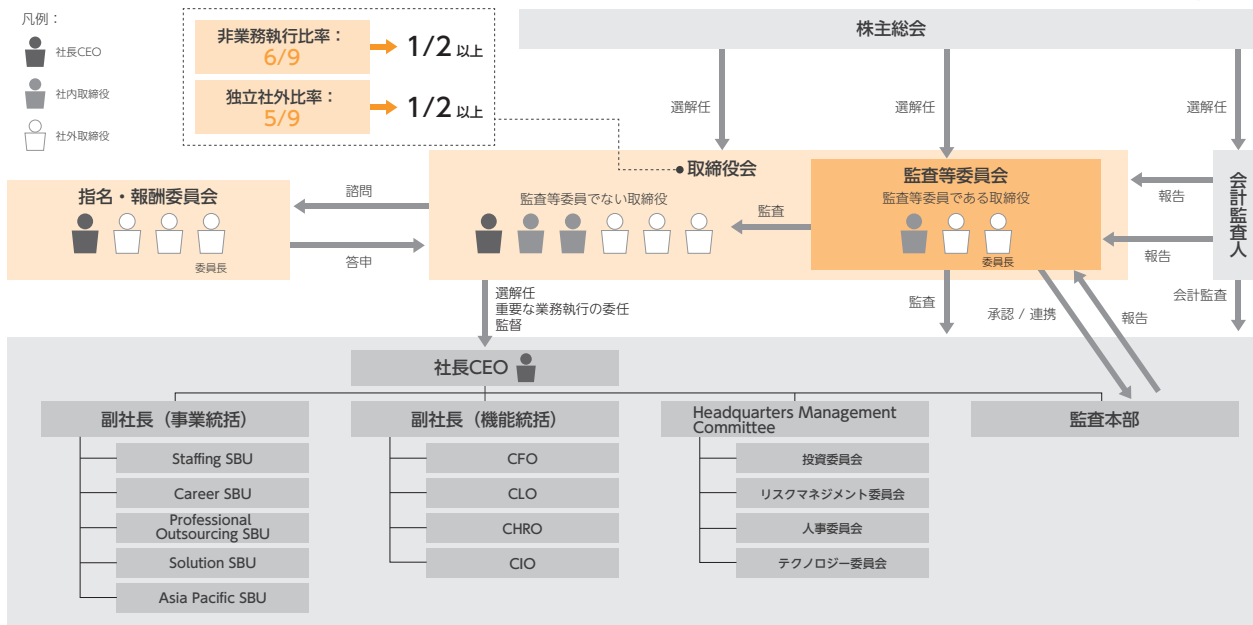 凡例：
社長CEO
社内取締役
社外取締役
非業務執行比率：
6/9
1/2 以上
独立社外比率：
5/9
1/2 以上
株主総会
選解任
選解任
選解任
指名・報酬委員会
委員長
諮問
答申
取締役会
監査等委員でない取締役
監査
監査等委員会
監査等委員である取締役
委員長
報告
報告
会計監査人
選解任
重要な業務執行の委任
監督
監査
承認 / 連携
報告
会計監査
社長CEO
副社長（事業統括）
Staffing SBU
Career SBU
Professional
Outsourcing SBU
Solution SBU
Asia Pacific SBU
副社長（機能統括）
CFO
CLO
CHRO
CIO
Headquarters Management
Committee
投資委員会
リスクマネジメント委員会
人事委員会
テクノロジー委員会
監査本部